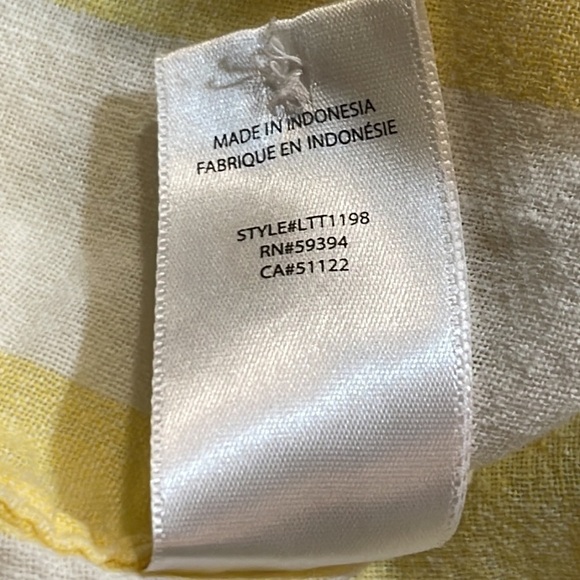 MADE IN INDONESIA
FABRIQUE EN INDONÉSIE
STYLE#LTT1198
RN#59394
CA#51122